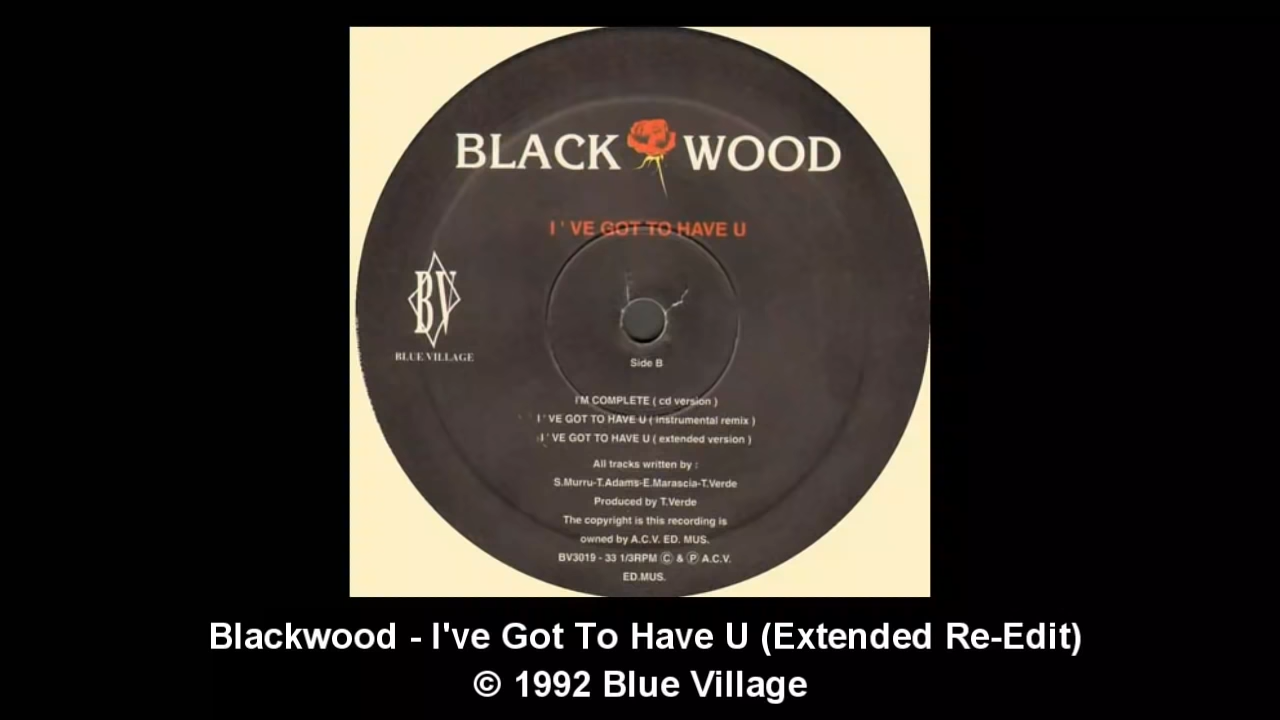 BLACK WOOD
I ' VE GOT TO HAVE U
BV
BLUE VILLAGE
Side B
I'M COMPLETE ( cd version )
I ' VE GOT TO HAVE U ( instrumental remix )
I ' VE GOT TO HAVE U ( extended version )
All tracks written by :
S.Murru-T.Adams-E.Marascia-T.Verde
Produced by T.Verde
The copyright is this recording is
owned by A.C.V. ED. MUS.
BV3019 - 33 1/3RPM Ⓒ & Ⓟ A.C.V.
ED.MUS.
Blackwood - I've Got To Have U (Extended Re-Edit)
© 1992 Blue Village